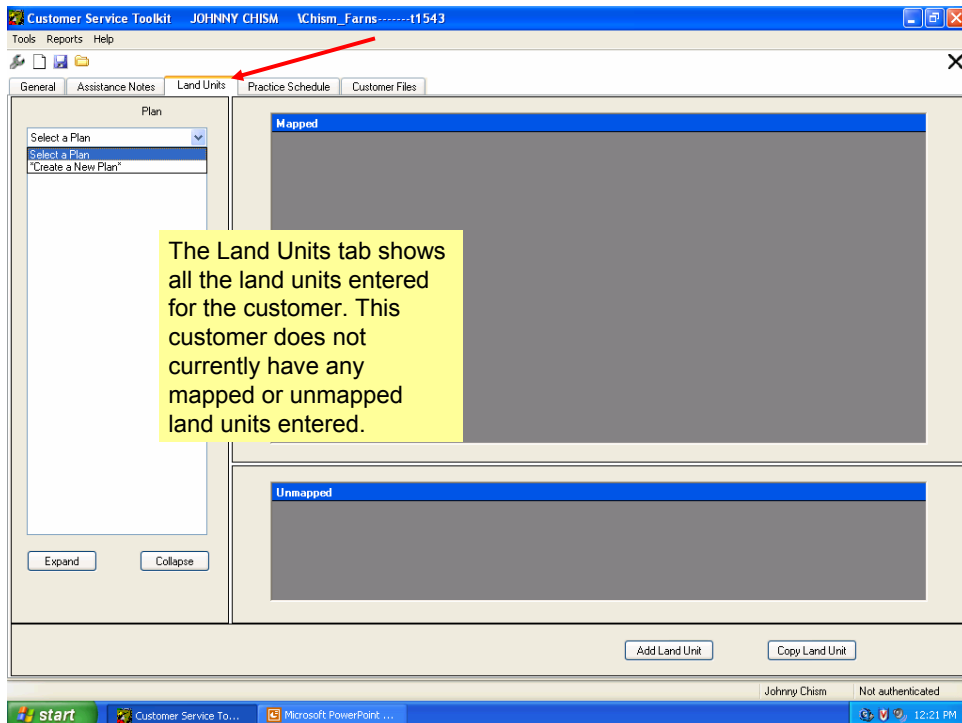 Customer Service Toolkit JOHNNY CHISM \Chism_Farns-------t1543
Tools Reports Help
General Assistance Notes Land Units Practice Schedule Customer Files
Plan
Select a Plan
Select a Plan
"Create a New Plan"
Mapped
The Land Units tab shows
all the land units entered
for the customer. This
customer does not
currently have any
mapped or unmapped
land units entered.
Unmapped
Expand Collapse
Add Land Unit Copy Land Unit
Johnny Chism Not authenticated
start Customer Service To... Microsoft PowerPoint ... 12:21 PM